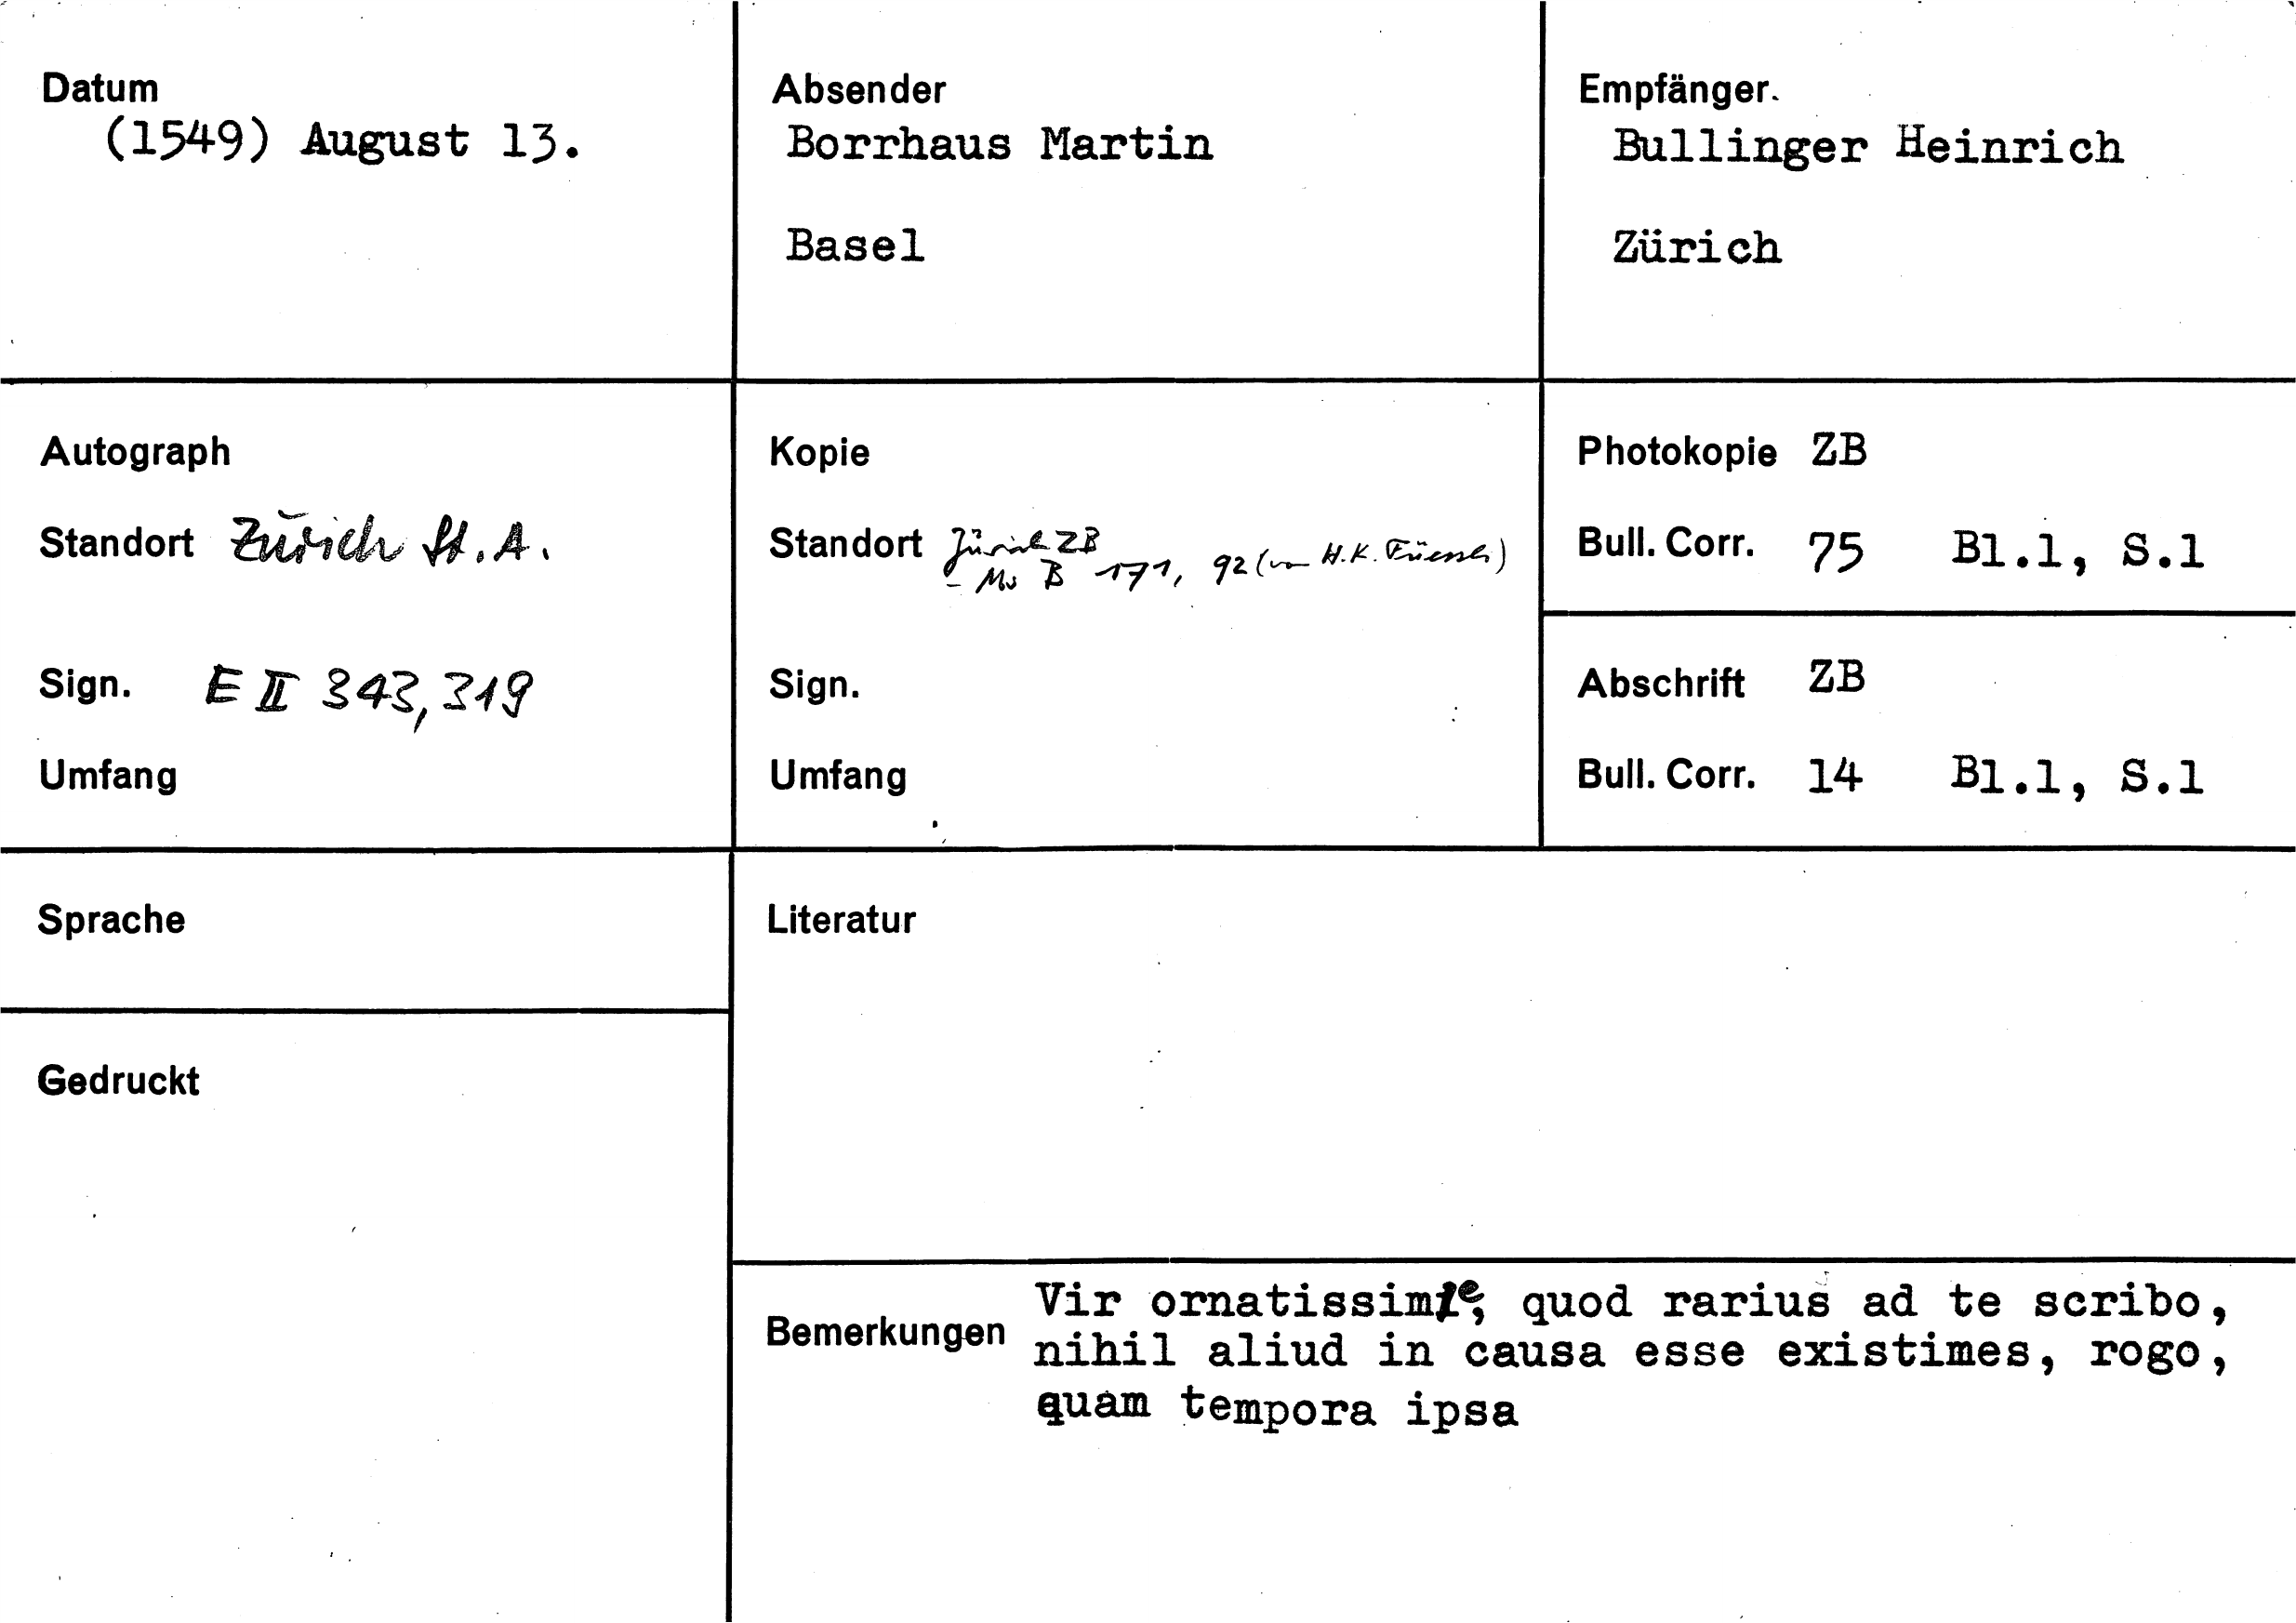 Datum
(1549) August 13.
Absender
Borrhaus Martin
Basel
Empfänger.
Bullinger Heinrich
Zürich
Autograph
Standort Zürich St.A.
Sign. E II 343,319
Umfang
Kopie
Standort Zürich ZB
- Ms B 171, 92 (von H.K. Füessli)
Sign.
Umfang
Photokopie ZB
Bull. Corr. 75 Bl.1, S.1
Abschrift ZB
Bull. Corr. 14 Bl.1, S.1
Sprache
Gedruckt
Literatur
Bemerkungen
Vir ornatissime, quod rarius ad te scribo,
nihil aliud in causa esse existimes, rogo,
quam tempora ipsa